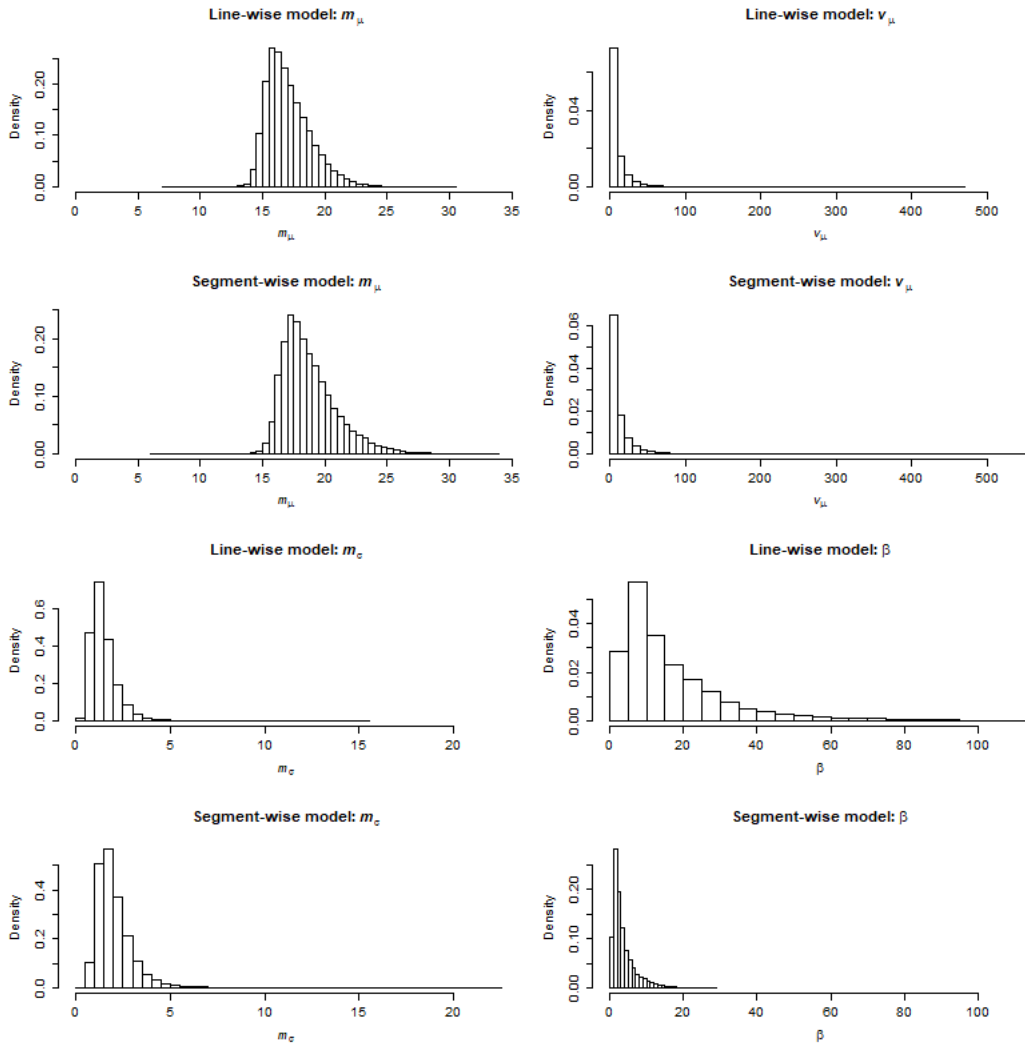 Line-wise model: mμ
Density
0.00 0.10 0.20
0 5 10 15 20 25 30 35
mμ
Line-wise model: vμ
Density
0.00 0.04
0 100 200 300 400 500
vμ
Segment-wise model: mμ
Density
0.00 0.10 0.20
0 5 10 15 20 25 30 35
mμ
Segment-wise model: vμ
Density
0.00 0.02 0.04 0.06
0 100 200 300 400 500
vμ
Line-wise model: mσ
Density
0.0 0.2 0.4 0.6
0 5 10 15 20
mσ
Line-wise model: β
Density
0.00 0.02 0.04
0 20 40 60 80 100
β
Segment-wise model: mσ
Density
0.0 0.2 0.4
0 5 10 15 20
mσ
Segment-wise model: β
Density
0.00 0.10 0.20
0 20 40 60 80 100
β